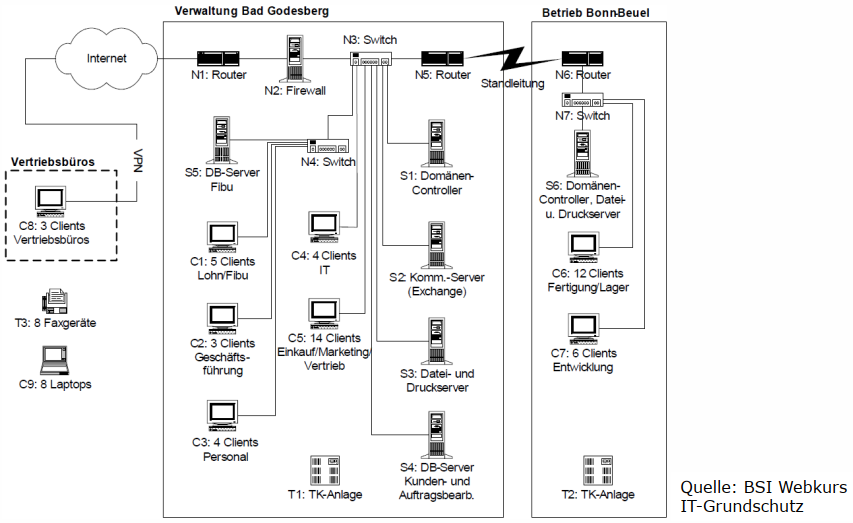 Verwaltung Bad Godesberg
Betrieb Bonn-Beuel
Internet
N1: Router
N2: Firewall
N3: Switch
N5: Router
Standleitung
N6: Router
N7: Switch
VPN
Vertriebsbüros
C8: 3 Clients
Vertriebsbüros
T3: 8 Faxgeräte
C9: 8 Laptops
S5: DB-Server
Fibu
N4: Switch
C1: 5 Clients
Lohn/Fibu
C2: 3 Clients
Geschäfts-
führung
C3: 4 Clients
Personal
C4: 4 Clients
IT
C5: 14 Clients
Einkauf/Marketing/
Vertrieb
T1: TK-Anlage
S1: Domänen-
Controller
S2: Komm.-Server
(Exchange)
S3: Datei- und
Druckserver
S4: DB-Server
Kunden- und
Auftragsbearb.
S6: Domänen-
Controller, Datei-
u. Druckserver
C6: 12 Clients
Fertigung/Lager
C7: 6 Clients
Entwicklung
T2: TK-Anlage
Quelle: BSI Webkurs
IT-Grundschutz